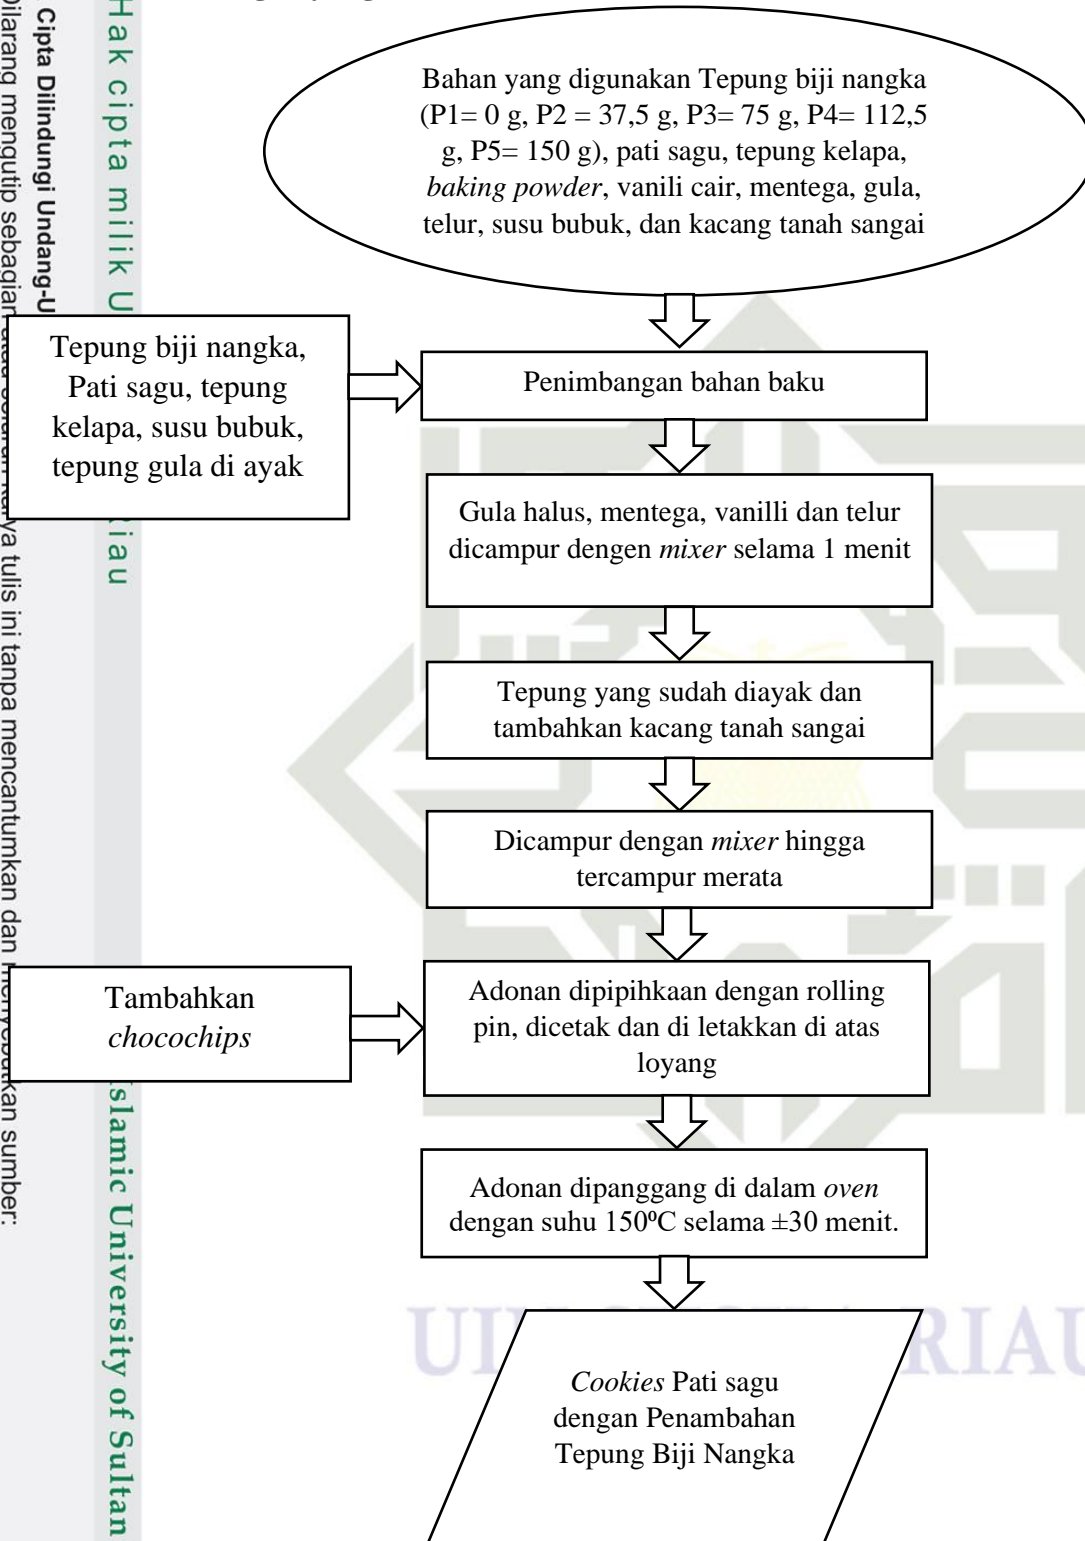 Bahan yang digunakan Tepung biji nangka
(P1= 0 g, P2 = 37,5 g, P3= 75 g, P4= 112,5
g, P5= 150 g), pati sagu, tepung kelapa,
baking powder, vanili cair, mentega, gula,
telur, susu bubuk, dan kacang tanah sangai
Tepung biji nangka,
Pati sagu, tepung
kelapa, susu bubuk,
tepung gula di ayak
Penimbangan bahan baku
Gula halus, mentega, vanilli dan telur
dicampur dengen mixer selama 1 menit
Tepung yang sudah diayak dan
tambahkan kacang tanah sangai
Dicampur dengan mixer hingga
tercampur merata
Tambahkan
chocochips
Adonan dipipihkaan dengan rolling
pin, dicetak dan di letakkan di atas
loyang
Adonan dipanggang di dalam oven
dengan suhu 150⁰C selama ±30 menit.
Cookies Pati sagu
dengan Penambahan
Tepung Biji Nangka
Hak cipta milik U
Riau
slamic University of Sultan
Cipta Dilindungi Undang-U
Dilarang mengutip sebagian atau seluruh karya tulis ini tanpa mencantumkan dan menyebutkan sumber:
RIAU